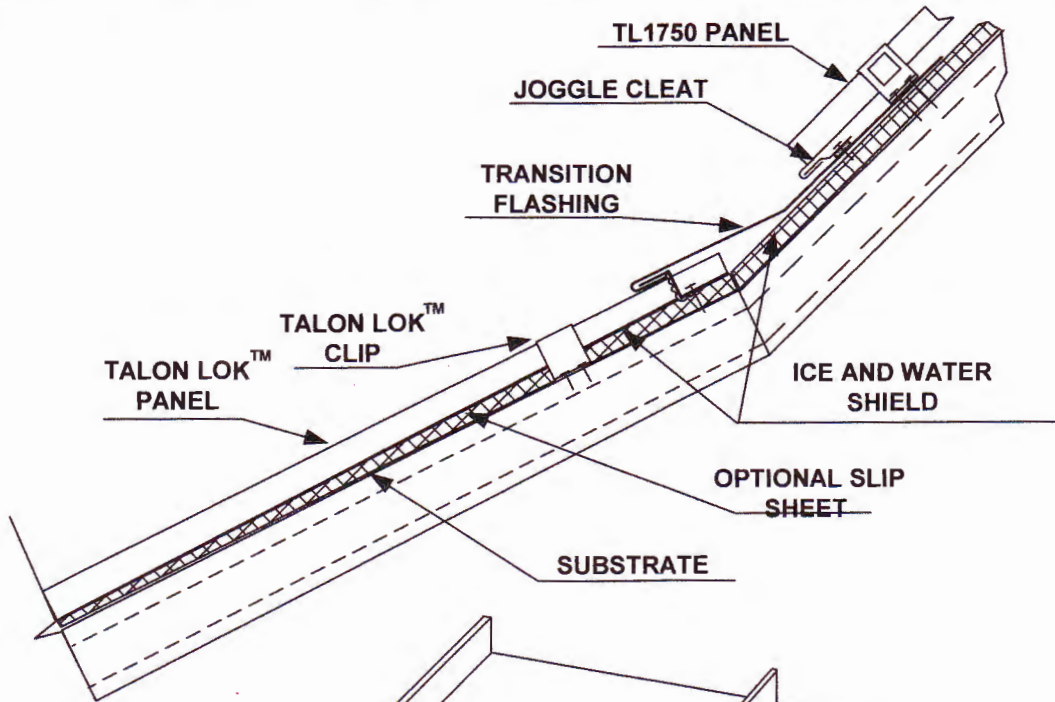 TL1750 PANEL
JOGGLE CLEAT
TRANSITION
FLASHING
TALON LOK™
CLIP
TALON LOK™
PANEL
ICE AND WATER
SHIELD
OPTIONAL SLIP
SHEET
SUBSTRATE